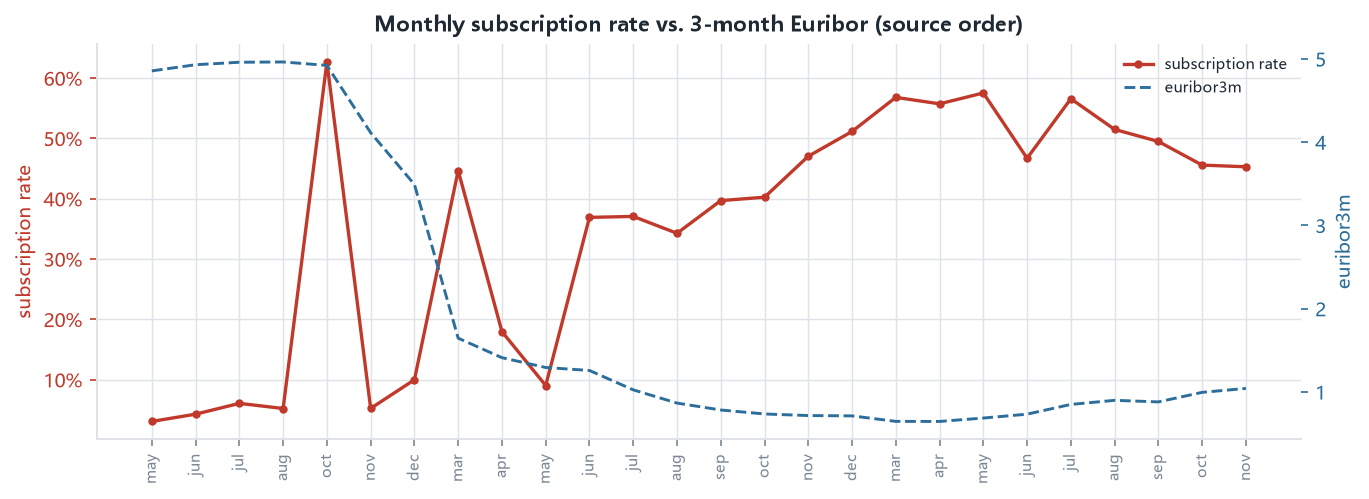 Monthly subscription rate vs. 3-month Euribor (source order)
subscription rate
euribor3m
60%
50%
40%
30%
20%
10%
subscription rate
5
4
3
2
1
euribor3m
may
jun
jul
aug
oct
nov
dec
mar
apr
may
jun
jul
aug
sep
oct
nov
dec
mar
apr
may
jun
jul
aug
sep
oct
nov